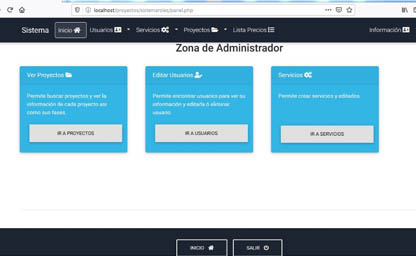 localhost/proyectos/sistemaroles/panel.php
Sistema Inicio Usuarios Servicios Proyectos Lista Precios Información
Zona de Administrador
Ver Proyectos
Permite buscar proyectos y ver la
información de cada proyecto asi
como sus fases.
IR A PROYECTOS
Editar Usuarios
Permite encontrar usuarios para ver su
información y editarla ó eliminar
usuario.
IR A USUARIOS
Servicios
Permite crear servicios y editarlos.
IR A SERVICIOS
INICIO SALIR